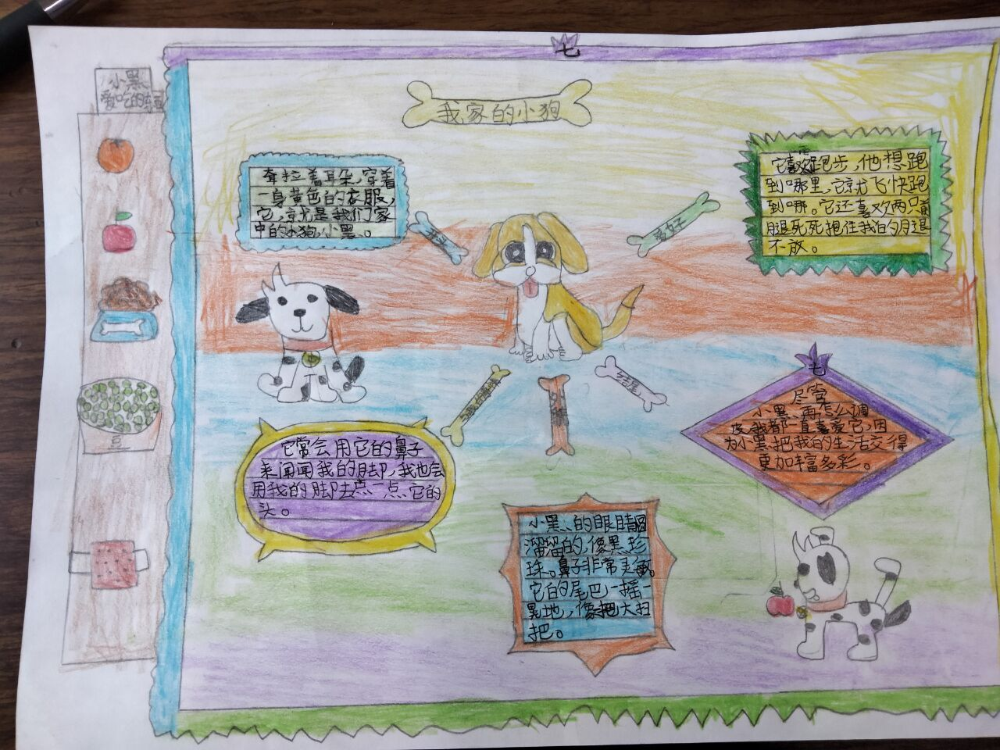 七
小黑
爱吃的东西
我家的小狗
耷拉着耳朵,穿着
一身黄色的衣服,
它,就是我们家
中的小狗,小黑。
它喜欢跑步,他想跑
到哪里,它就飞快跑
到哪。它还喜欢两只前
腿死死抱住我的腿
不放。
开头
爱好
结尾
七
尽管
小黑再怎么调
皮,我都一直喜爱它,因
为小黑把我的生活变得
更加丰富多彩。
它常会用它的鼻子
来闻闻我的脚,我也会
用我的脚去点一点它的
头。
小黑的眼睛圆
溜溜的,像黑珍
珠。鼻子非常灵敏。
它的尾巴一摇一
晃地,像把大扫
把。
豆